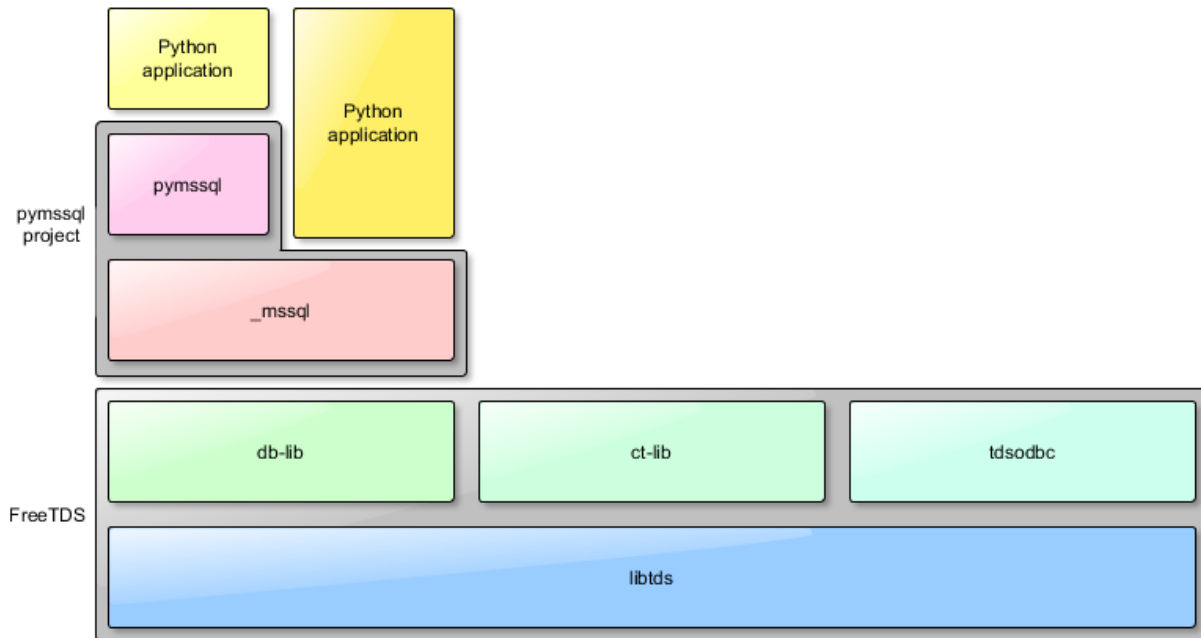 Python
application
Python
application
pymssql
pymssql
project
_mssql
db-lib
ct-lib
tdsodbc
FreeTDS
libtds